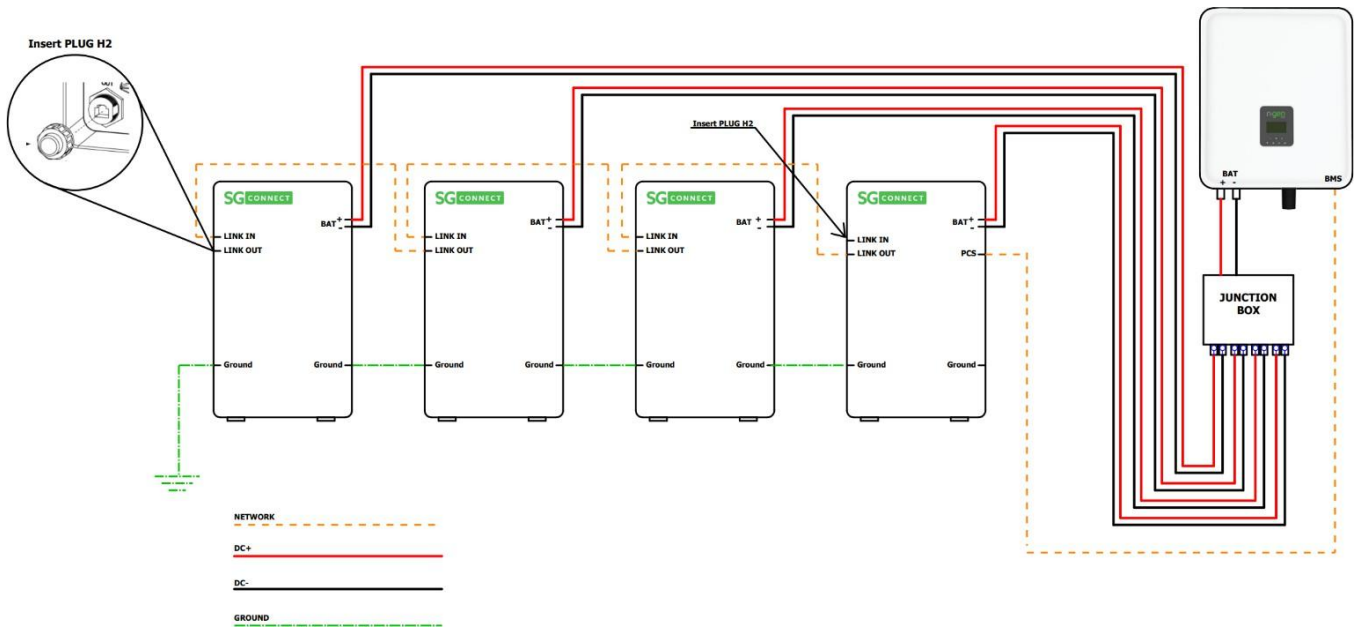 Insert PLUG H2
OUT
Insert PLUG H2
BAT
+ -
BMS
SG CONNECT
BAT + -
LINK IN
LINK OUT
Ground
Ground
SG CONNECT
BAT + -
LINK IN
LINK OUT
Ground
Ground
SG CONNECT
BAT + -
LINK IN
LINK OUT
Ground
Ground
SG CONNECT
BAT + -
LINK IN
LINK OUT
PCS
Ground
Ground
JUNCTION
BOX
NETWORK
DC+
DC-
GROUND